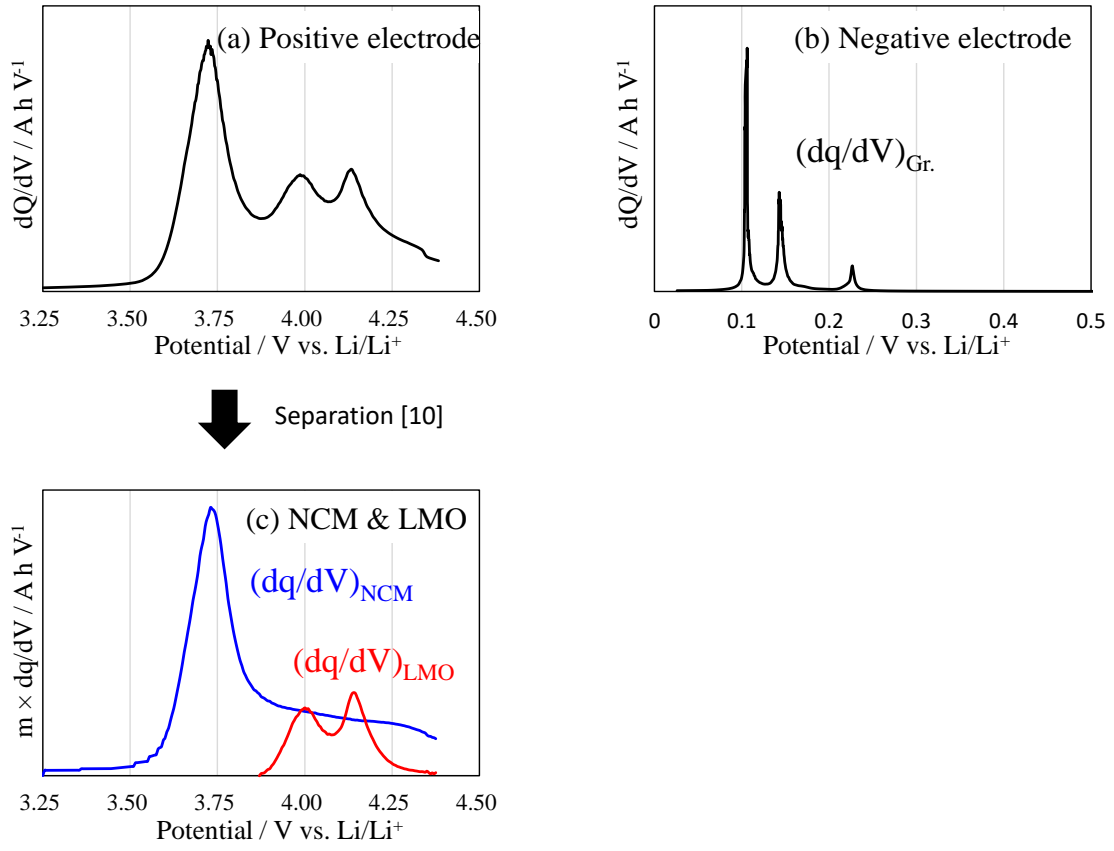 (a) Positive electrode
dQ/dV / A h V⁻¹
3.25 3.50 3.75 4.00 4.25 4.50
Potential / V vs. Li/Li⁺
(b) Negative electrode
dQ/dV / A h V⁻¹
(dq/dV)Gr.
0 0.1 0.2 0.3 0.4 0.5
Potential / V vs. Li/Li⁺
Separation [10]
(c) NCM & LMO
m × dq/dV / A h V⁻¹
(dq/dV)NCM
(dq/dV)LMO
3.25 3.50 3.75 4.00 4.25 4.50
Potential / V vs. Li/Li⁺